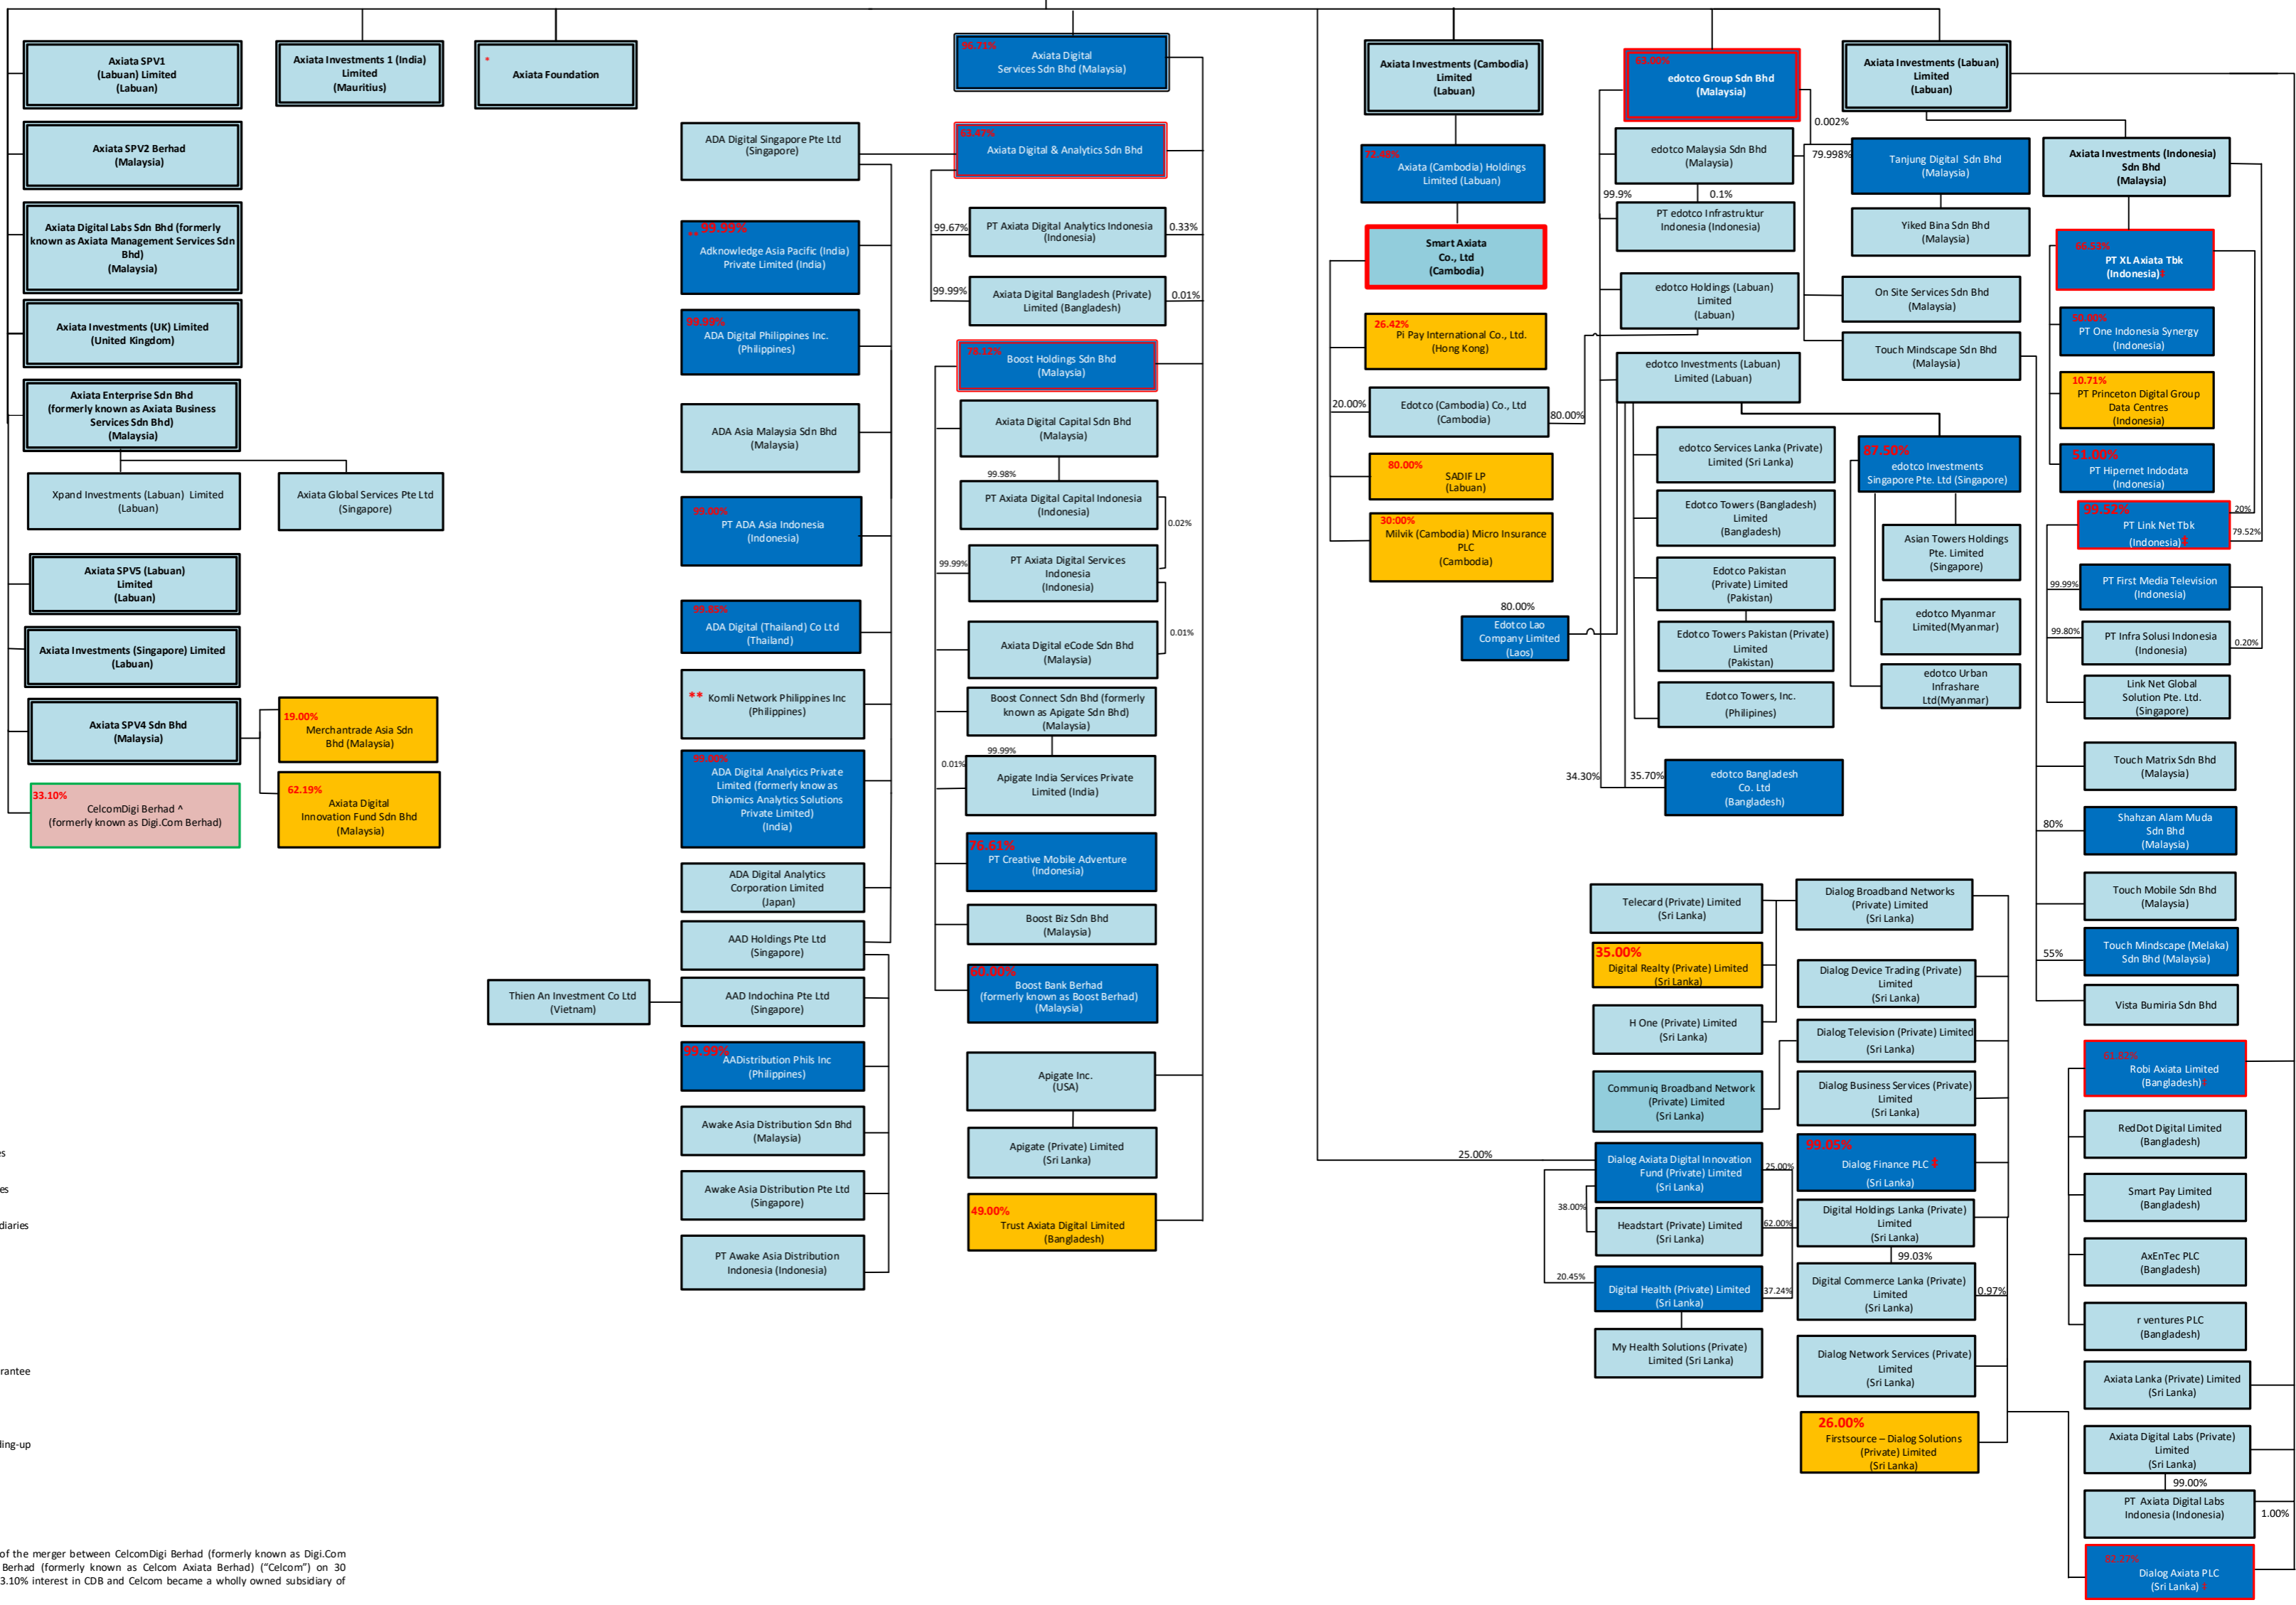 Axiata SPV1
(Labuan) Limited
(Labuan)
Axiata SPV2 Berhad
(Malaysia)
Axiata Digital Labs Sdn Bhd (formerly
known as Axiata Management Services Sdn
Bhd)
(Malaysia)
Axiata Investments (UK) Limited
(United Kingdom)
Axiata Enterprise Sdn Bhd
(formerly known as Axiata Business
Services Sdn Bhd)
(Malaysia)
Xpand Investments (Labuan) Limited
(Labuan)
Axiata Global Services Pte Ltd
(Singapore)
Axiata SPV5 (Labuan)
Limited
(Labuan)
Axiata Investments (Singapore) Limited
(Labuan)
Axiata SPV4 Sdn Bhd
(Malaysia)
19.00%
Merchantrade Asia Sdn
Bhd (Malaysia)
62.19%
Axiata Digital
Innovation Fund Sdn Bhd
(Malaysia)
33.10%
CelcomDigi Berhad ^
(formerly known as Digi.Com Berhad)
es
es
diaries
rantee
ding-up
of the merger between CelcomDigi Berhad (formerly known as Digi.Com
Berhad (formerly known as Celcom Axiata Berhad) ("Celcom") on 30
3.10% interest in CDB and Celcom became a wholly owned subsidiary of
Axiata Investments 1 (India)
Limited
(Mauritius)
*
Axiata Foundation
Axiata Digital
Services Sdn Bhd (Malaysia)
ADA Digital Singapore Pte Ltd
(Singapore)
63.47%
Axiata Digital & Analytics Sdn Bhd
** 99.99%
Adknowledge Asia Pacific (India)
Private Limited (India)
99.99%
ADA Digital Philippines Inc.
(Philippines)
ADA Asia Malaysia Sdn Bhd
(Malaysia)
99.00%
PT ADA Asia Indonesia
(Indonesia)
ADA Digital (Thailand) Co Ltd
(Thailand)
** Komli Network Philippines Inc
(Philippines)
99.00%
ADA Digital Analytics Private
Limited (formerly know as
Dhiomics Analytics Solutions
Private Limited)
(India)
ADA Digital Analytics
Corporation Limited
(Japan)
AAD Holdings Pte Ltd
(Singapore)
Thien An Investment Co Ltd
(Vietnam)
AAD Indochina Pte Ltd
(Singapore)
99.99%
AADistribution Phils Inc
(Philippines)
Awake Asia Distribution Sdn Bhd
(Malaysia)
Awake Asia Distribution Pte Ltd
(Singapore)
PT Awake Asia Distribution
Indonesia (Indonesia)
99.67%
PT Axiata Digital Analytics Indonesia
(Indonesia)
0.33%
99.99%
Axiata Digital Bangladesh (Private)
Limited (Bangladesh)
0.01%
78.12%
Boost Holdings Sdn Bhd
(Malaysia)
Axiata Digital Capital Sdn Bhd
(Malaysia)
99.98%
PT Axiata Digital Capital Indonesia
(Indonesia)
0.02%
99.99%
PT Axiata Digital Services
Indonesia
(Indonesia)
0.01%
Axiata Digital eCode Sdn Bhd
(Malaysia)
Boost Connect Sdn Bhd (formerly
known as Apigate Sdn Bhd)
(Malaysia)
99.99%
0.01%
Apigate India Services Private
Limited (India)
76.61%
PT Creative Mobile Adventure
(Indonesia)
Boost Biz Sdn Bhd
(Malaysia)
60.00%
Boost Bank Berhad
(formerly known as Boost Berhad)
(Malaysia)
Apigate Inc.
(USA)
Apigate (Private) Limited
(Sri Lanka)
49.00%
Trust Axiata Digital Limited
(Bangladesh)
Axiata Investments (Cambodia)
Limited
(Labuan)
72.48%
Axiata (Cambodia) Holdings
Limited (Labuan)
Smart Axiata
Co., Ltd
(Cambodia)
26.42%
Pi Pay International Co., Ltd.
(Hong Kong)
20.00%
Edotco (Cambodia) Co., Ltd
(Cambodia)
80.00%
80.00%
SADIF LP
(Labuan)
30:00%
Milvik (Cambodia) Micro Insurance
PLC
(Cambodia)
63.00%
edotco Group Sdn Bhd
(Malaysia)
0.002%
edotco Malaysia Sdn Bhd
(Malaysia)
79.998%
Tanjung Digital Sdn Bhd
(Malaysia)
99.9%
0.1%
PT edotco Infrastruktur
Indonesia (Indonesia)
Yiked Bina Sdn Bhd
(Malaysia)
edotco Holdings (Labuan)
Limited
(Labuan)
On Site Services Sdn Bhd
(Malaysia)
edotco Investments (Labuan)
Limited (Labuan)
Touch Mindscape Sdn Bhd
(Malaysia)
edotco Services Lanka (Private)
Limited (Sri Lanka)
Edotco Towers (Bangladesh)
Limited
(Bangladesh)
Edotco Pakistan
(Private) Limited
(Pakistan)
Edotco Towers Pakistan (Private)
Limited
(Pakistan)
Edotco Towers, Inc.
(Philipines)
80.00%
Edotco Lao
Company Limited
(Laos)
34.30%
35.70%
edotco Bangladesh
Co. Ltd
(Bangladesh)
87.50%
edotco Investments
Singapore Pte. Ltd (Singapore)
Asian Towers Holdings
Pte. Limited
(Singapore)
edotco Myanmar
Limited(Myanmar)
edotco Urban
Infrashare
Ltd(Myanmar)
Axiata Investments (Labuan)
Limited
(Labuan)
Axiata Investments (Indonesia)
Sdn Bhd
(Malaysia)
66.53%
PT XL Axiata Tbk
(Indonesia)‡
50.00%
PT One Indonesia Synergy
(Indonesia)
10.71%
PT Princeton Digital Group
Data Centres
(Indonesia)
51.00%
PT Hipernet Indodata
(Indonesia)
99.52%
PT Link Net Tbk
(Indonesia)‡
20%
79.52%
99.99%
PT First Media Television
(Indonesia)
99.80%
PT Infra Solusi Indonesia
(Indonesia)
0.20%
Link Net Global
Solution Pte. Ltd.
(Singapore)
Touch Matrix Sdn Bhd
(Malaysia)
80%
Shahzan Alam Muda
Sdn Bhd
(Malaysia)
Touch Mobile Sdn Bhd
(Malaysia)
55%
Touch Mindscape (Melaka)
Sdn Bhd (Malaysia)
Vista Bumiria Sdn Bhd
Telecard (Private) Limited
(Sri Lanka)
Dialog Broadband Networks
(Private) Limited
(Sri Lanka)
35.00%
Digital Realty (Private) Limited
(Sri Lanka)
Dialog Device Trading (Private)
Limited
(Sri Lanka)
H One (Private) Limited
(Sri Lanka)
Dialog Television (Private) Limited
(Sri Lanka)
Communiq Broadband Network
(Private) Limited
(Sri Lanka)
Dialog Business Services (Private)
Limited
(Sri Lanka)
25.00%
Dialog Axiata Digital Innovation
Fund (Private) Limited
(Sri Lanka)
25.00%
99.05%
Dialog Finance PLC ‡
(Sri Lanka)
38.00%
Headstart (Private) Limited
(Sri Lanka)
62.00%
Digital Holdings Lanka (Private)
Limited
(Sri Lanka)
99.03%
20.45%
Digital Health (Private) Limited
(Sri Lanka)
37.24%
Digital Commerce Lanka (Private)
Limited
(Sri Lanka)
0.97%
My Health Solutions (Private)
Limited (Sri Lanka)
Dialog Network Services (Private)
Limited
(Sri Lanka)
26.00%
Firstsource – Dialog Solutions
(Private) Limited
(Sri Lanka)
61.82%
Robi Axiata Limited
(Bangladesh)‡
RedDot Digital Limited
(Bangladesh)
Smart Pay Limited
(Bangladesh)
AxEnTec PLC
(Bangladesh)
r ventures PLC
(Bangladesh)
Axiata Lanka (Private) Limited
(Sri Lanka)
Axiata Digital Labs (Private)
Limited
(Sri Lanka)
99.00%
PT Axiata Digital Labs
Indonesia (Indonesia)
1.00%
Dialog Axiata PLC
(Sri Lanka) ‡